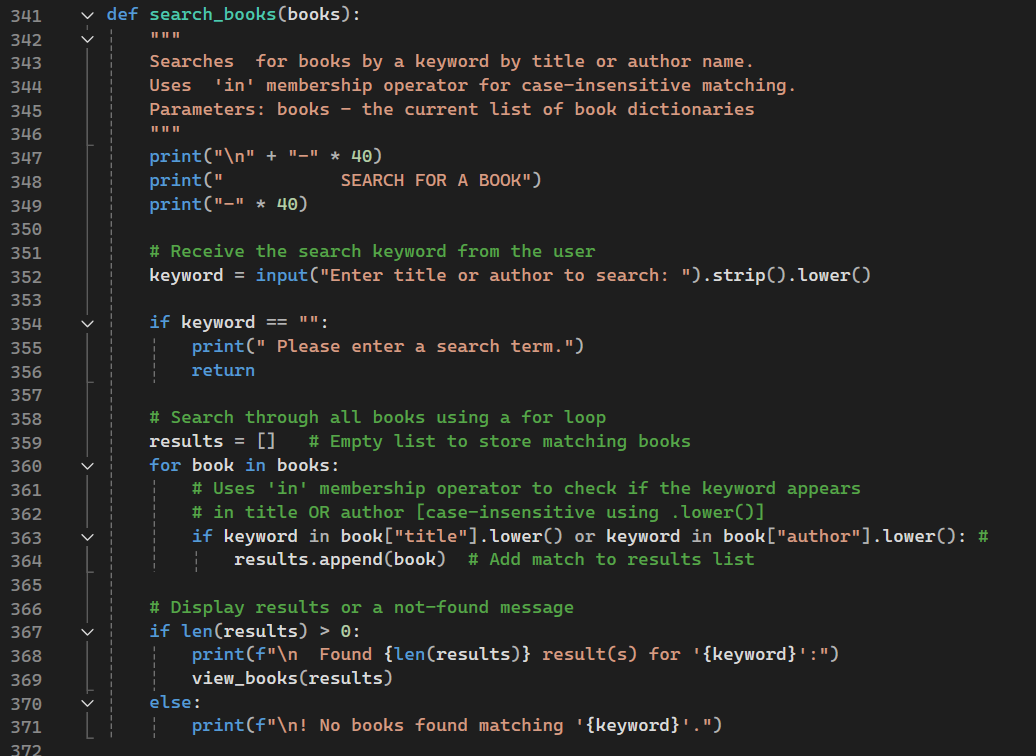 341 def search_books(books):
342     """
343     Searches  for books by a keyword by title or author name.
344     Uses  'in' membership operator for case-insensitive matching.
345     Parameters: books - the current list of book dictionaries
346     """
347     print("\n" + "-" * 40)
348     print("           SEARCH FOR A BOOK")
349     print("-" * 40)
350
351     # Receive the search keyword from the user
352     keyword = input("Enter title or author to search: ").strip().lower()
353
354     if keyword == "":
355         print(" Please enter a search term.")
356         return
357
358     # Search through all books using a for loop
359     results = []   # Empty list to store matching books
360     for book in books:
361         # Uses 'in' membership operator to check if the keyword appears
362         # in title OR author [case-insensitive using .lower()]
363         if keyword in book["title"].lower() or keyword in book["author"].lower(): #
364             results.append(book)  # Add match to results list
365
366     # Display results or a not-found message
367     if len(results) > 0:
368         print(f"\n  Found {len(results)} result(s) for '{keyword}':")
369         view_books(results)
370     else:
371         print(f"\n! No books found matching '{keyword}'.")
372